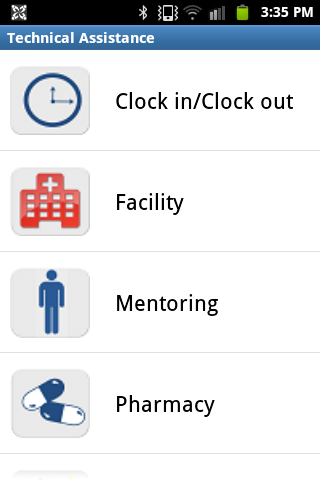 3:35 PM
Technical Assistance
Clock in/Clock out
Facility
Mentoring
Pharmacy